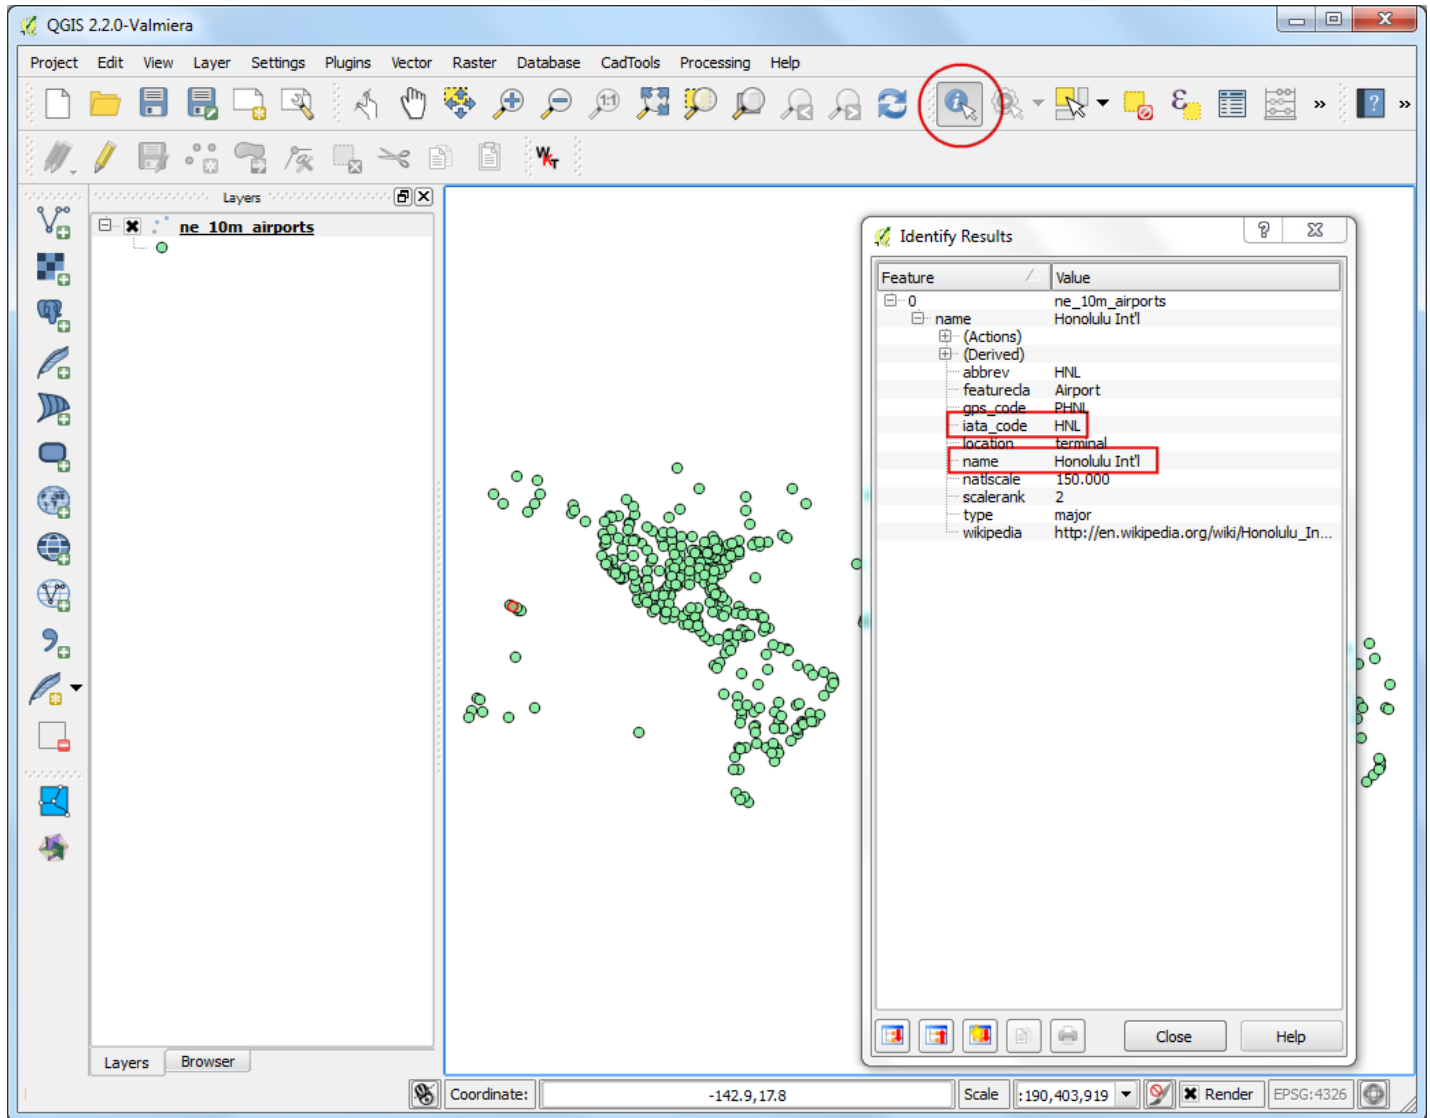 QGIS 2.2.0-Valmiera
Project Edit View Layer Settings Plugins Vector Raster Database CadTools Processing Help
1:1
»
?
»
WKT
Layers
ne_10m_airports
Identify Results
Feature Value
0 ne_10m_airports
name Honolulu Int'l
(Actions)
(Derived)
abbrev HNL
featurecla Airport
gps_code PHNL
iata_code HNL
location terminal
name Honolulu Int'l
natlscale 150.000
scalerank 2
type major
wikipedia http://en.wikipedia.org/wiki/Honolulu_In...
Close Help
Layers Browser
Coordinate: -142.9,17.8 Scale :190,403,919 Render EPSG:4326